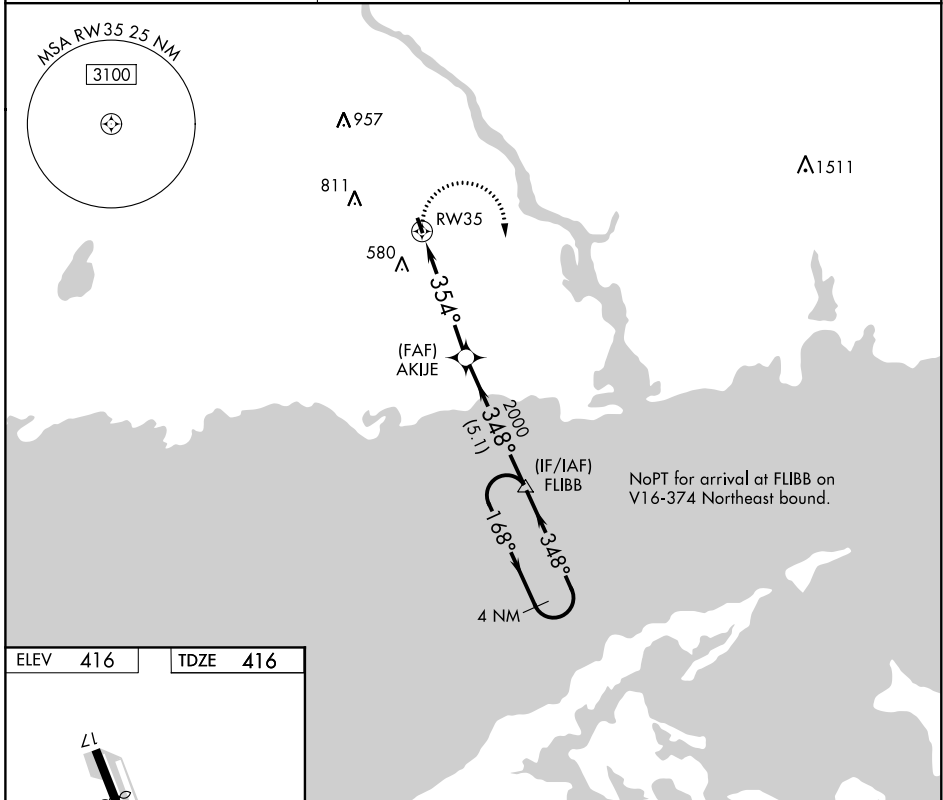 MSA RW35 25 NM
3100
957
1511
811
RW35
580
354°
(FAF)
AKIJE
2000
348°
(5.1)
(IF/IAF)
FLIBB
NoPT for arrival at FLIBB on
V16-374 Northeast bound.
168°
348°
4 NM
ELEV 416
TDZE 416
17